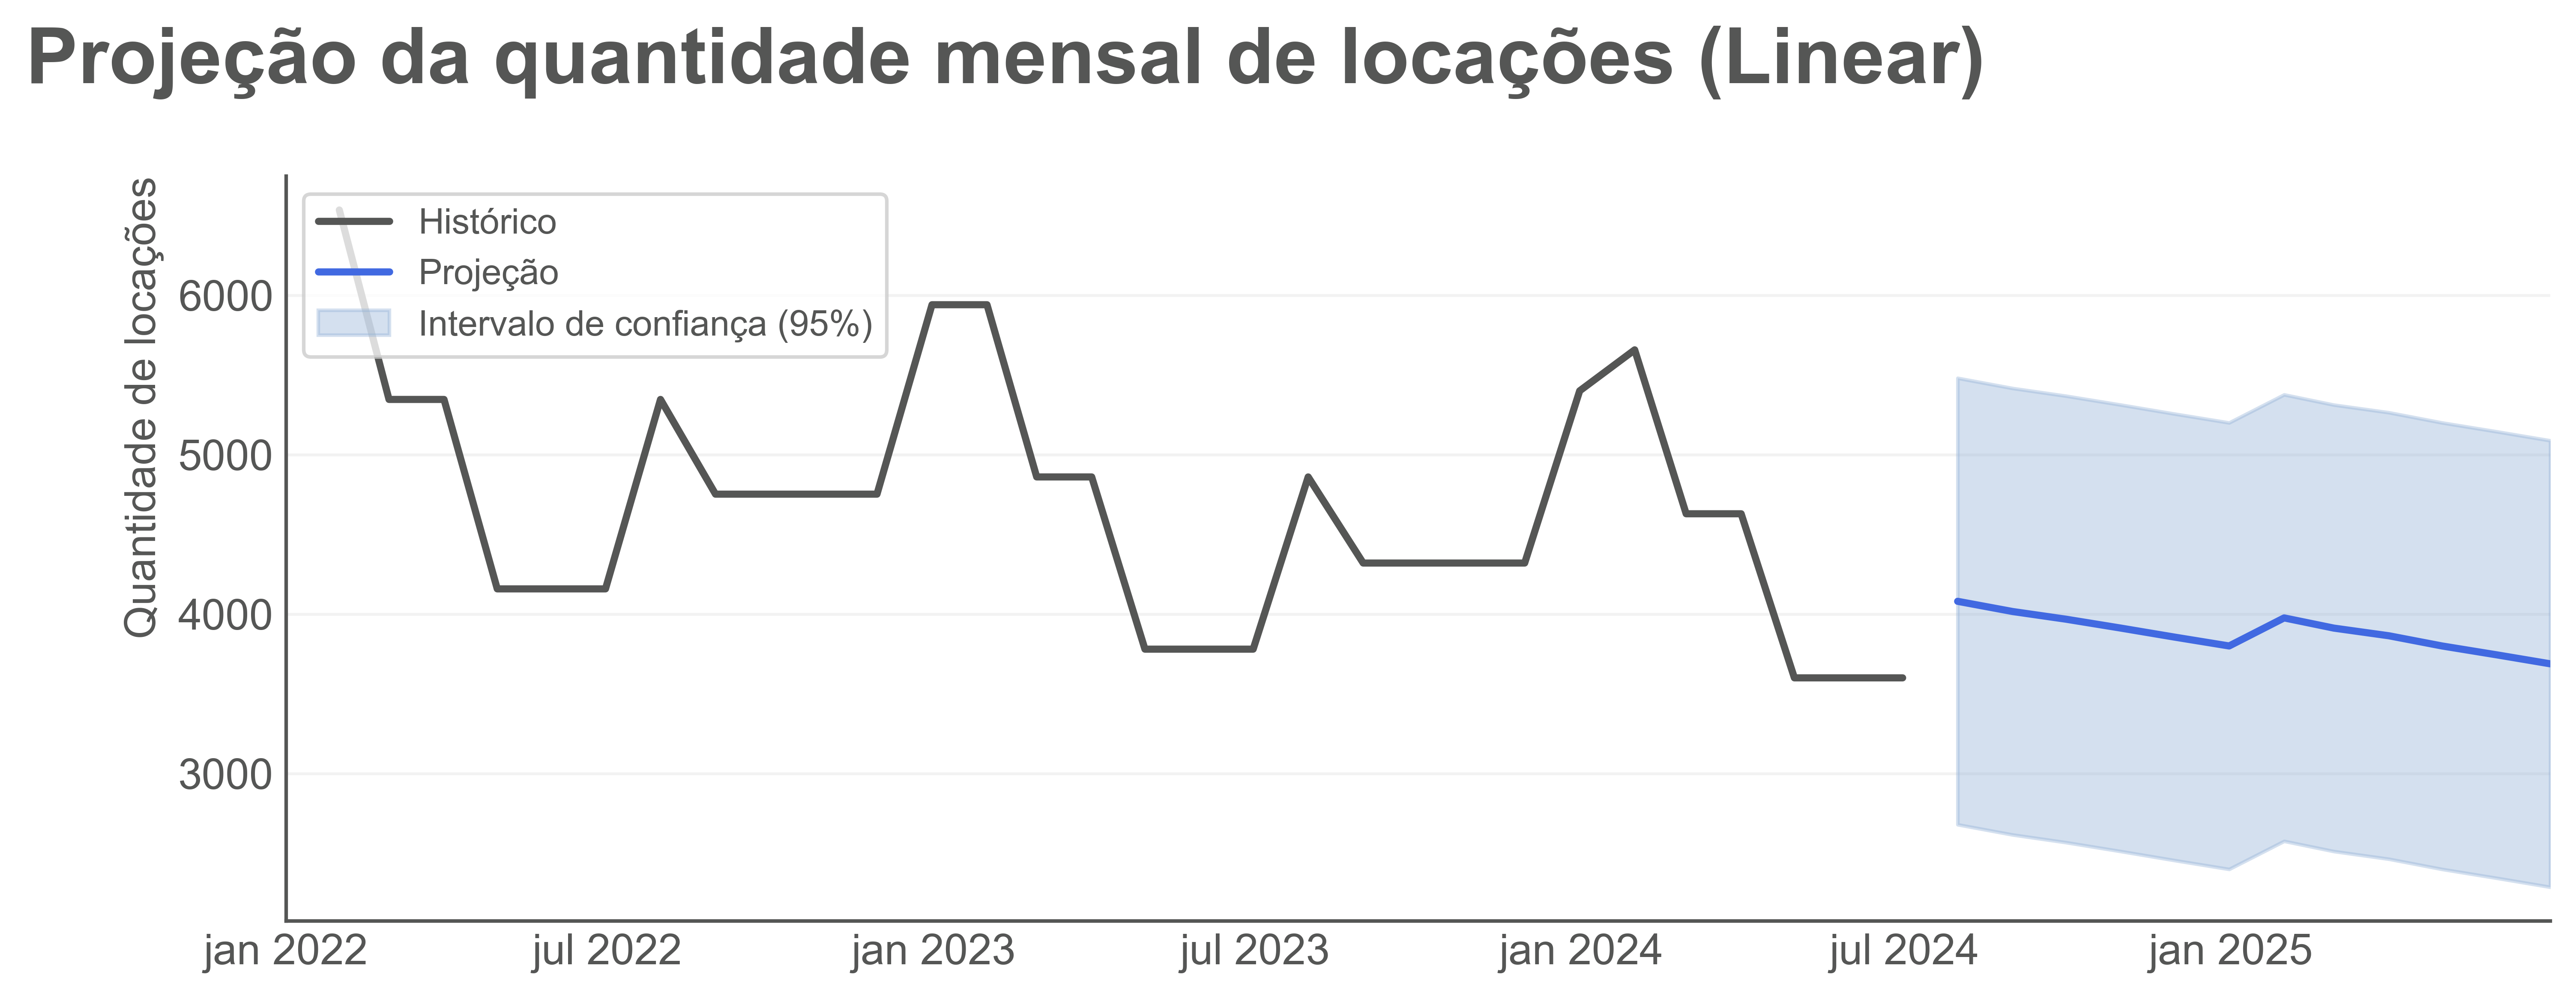 Projeção da quantidade mensal de locações (Linear)
Quantidade de locações
Histórico
Projeção
Intervalo de confiança (95%)
6000
5000
4000
3000
jan 2022
jul 2022
jan 2023
jul 2023
jan 2024
jul 2024
jan 2025